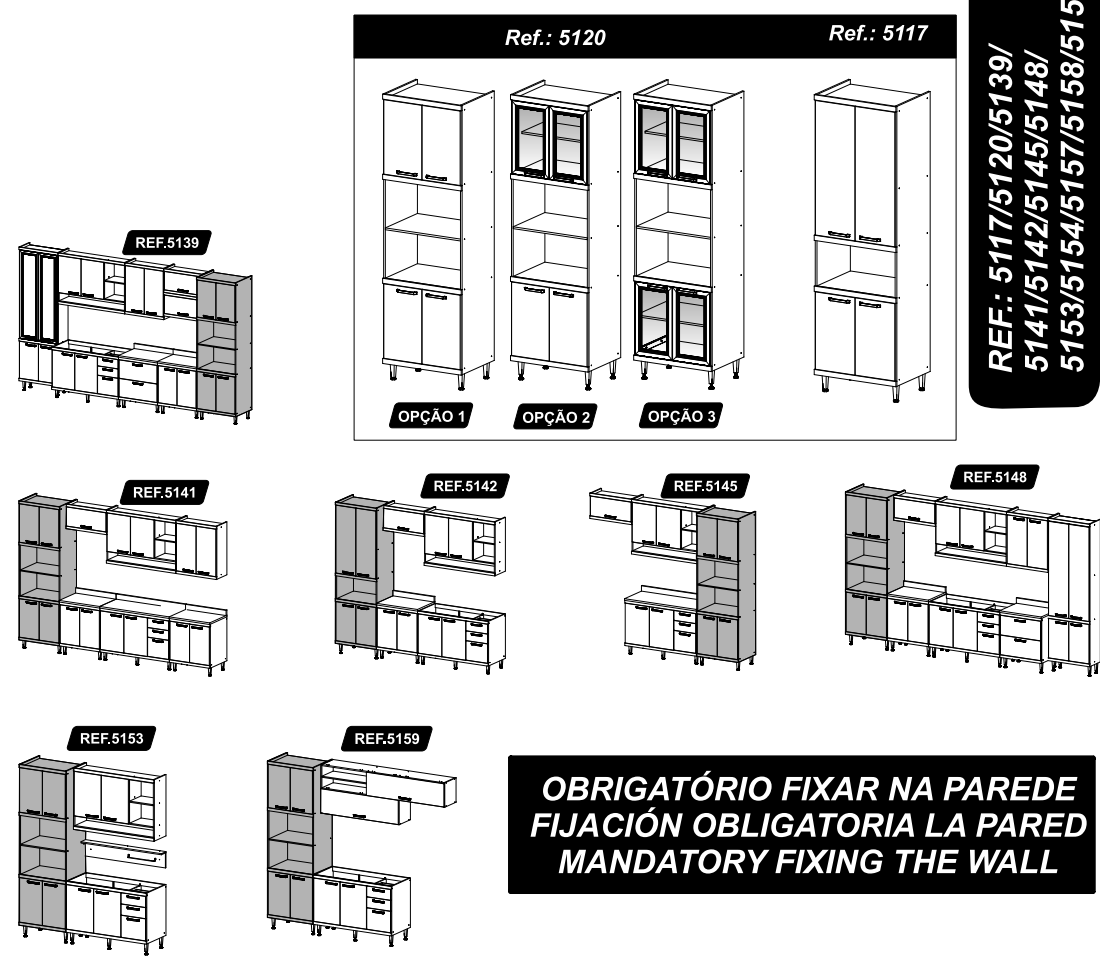 Ref.: 5120
Ref.: 5117
REF.: 5117/5120/5139/
5141/5142/5145/5148/
5153/5154/5157/5158/515
OPÇÃO 1
OPÇÃO 2
OPÇÃO 3
REF.5139
REF.5141
REF.5142
REF.5145
REF.5148
REF.5153
REF.5159
OBRIGATÓRIO FIXAR NA PAREDE
FIJACIÓN OBLIGATORIA LA PARED
MANDATORY FIXING THE WALL